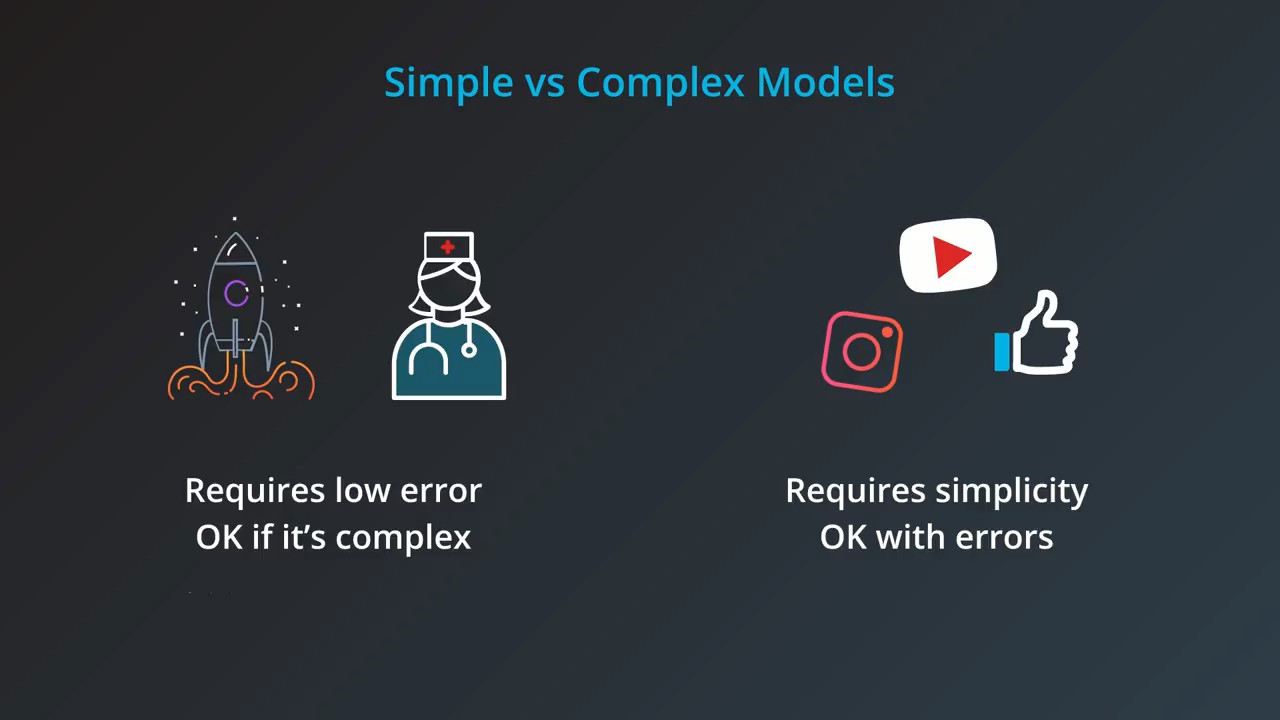 Simple vs Complex Models
Requires low error
OK if it’s complex
Requires simplicity
OK with errors